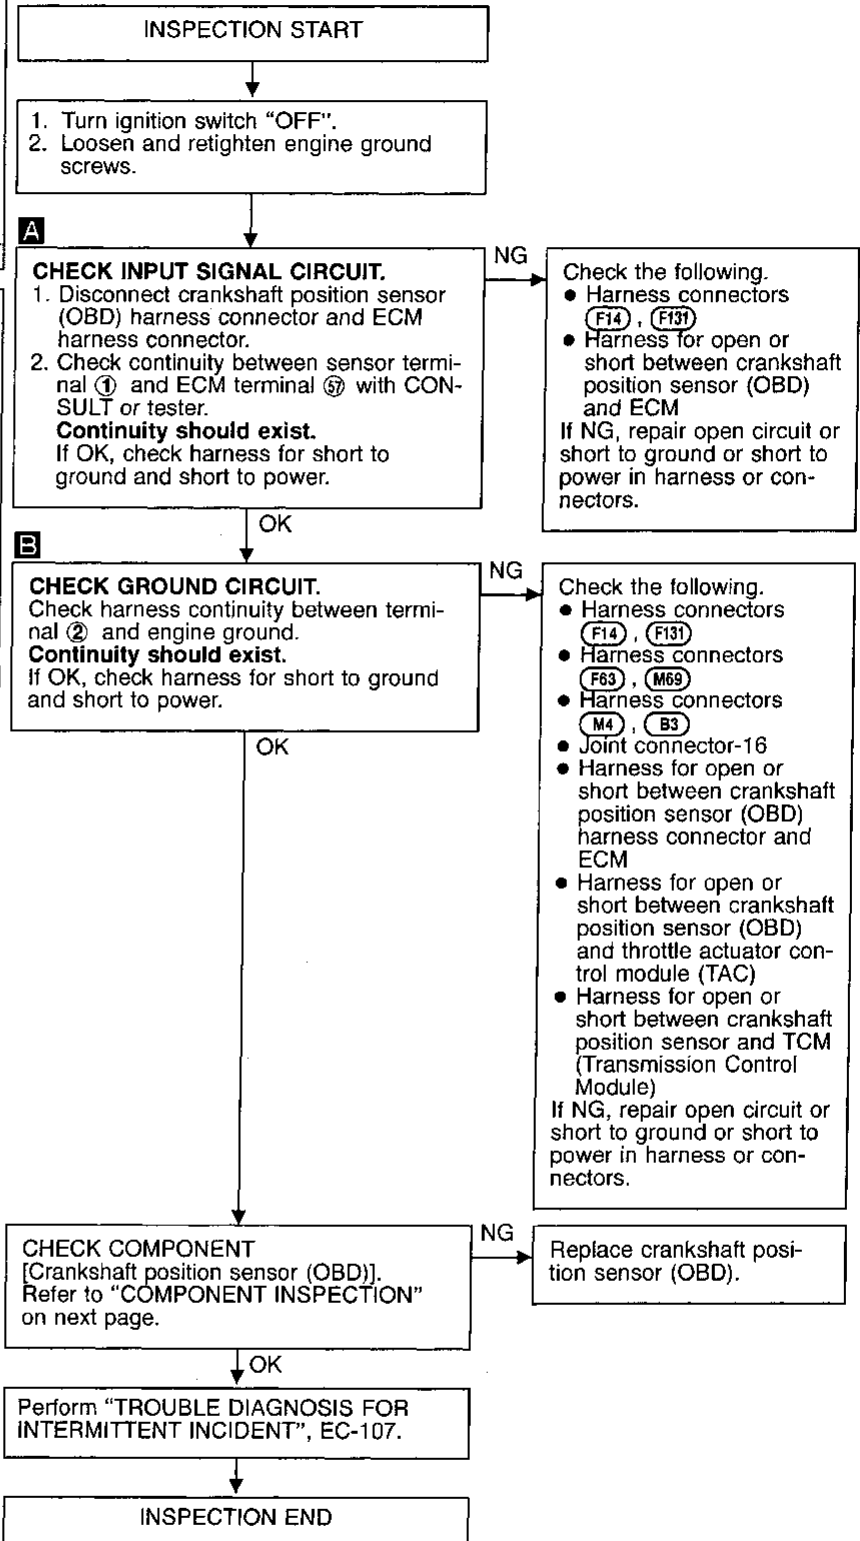 INSPECTION START
1. Turn ignition switch “OFF”.
2. Loosen and retighten engine ground
screws.
A
CHECK INPUT SIGNAL CIRCUIT.
1. Disconnect crankshaft position sensor
(OBD) harness connector and ECM
harness connector.
2. Check continuity between sensor termi-
nal ① and ECM terminal 57 with CON-
SULT or tester.
Continuity should exist.
If OK, check harness for short to
ground and short to power.
NG
Check the following.
● Harness connectors
F14 , F131
● Harness for open or
short between crankshaft
position sensor (OBD)
and ECM
If NG, repair open circuit or
short to ground or short to
power in harness or con-
nectors.
OK
B
CHECK GROUND CIRCUIT.
Check harness continuity between termi-
nal ② and engine ground.
Continuity should exist.
If OK, check harness for short to ground
and short to power.
NG
Check the following.
● Harness connectors
F14 , F131
● Harness connectors
F63 , M69
● Harness connectors
M4 , B3
● Joint connector-16
● Harness for open or
short between crankshaft
position sensor (OBD)
harness connector and
ECM
● Harness for open or
short between crankshaft
position sensor (OBD)
and throttle actuator con-
trol module (TAC)
● Harness for open or
short between crankshaft
position sensor and TCM
(Transmission Control
Module)
If NG, repair open circuit or
short to ground or short to
power in harness or con-
nectors.
OK
CHECK COMPONENT
[Crankshaft position sensor (OBD)].
Refer to “COMPONENT INSPECTION”
on next page.
NG
Replace crankshaft posi-
tion sensor (OBD).
OK
Perform “TROUBLE DIAGNOSIS FOR
INTERMITTENT INCIDENT”, EC-107.
INSPECTION END